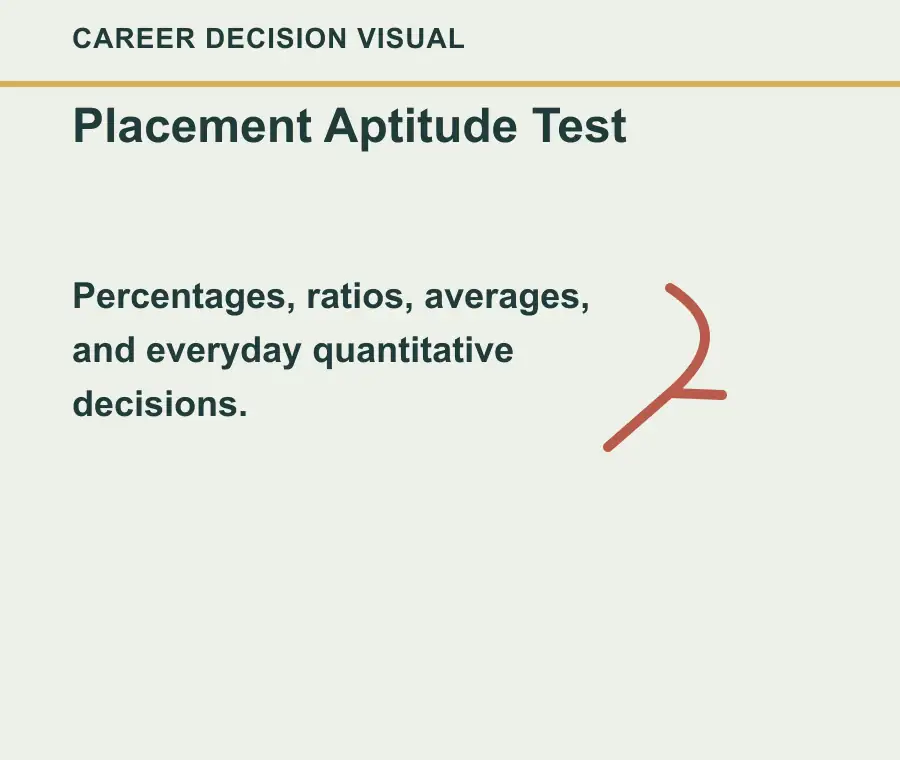 CAREER DECISION VISUAL
Placement Aptitude Test
Percentages, ratios, averages,
and everyday quantitative
decisions.